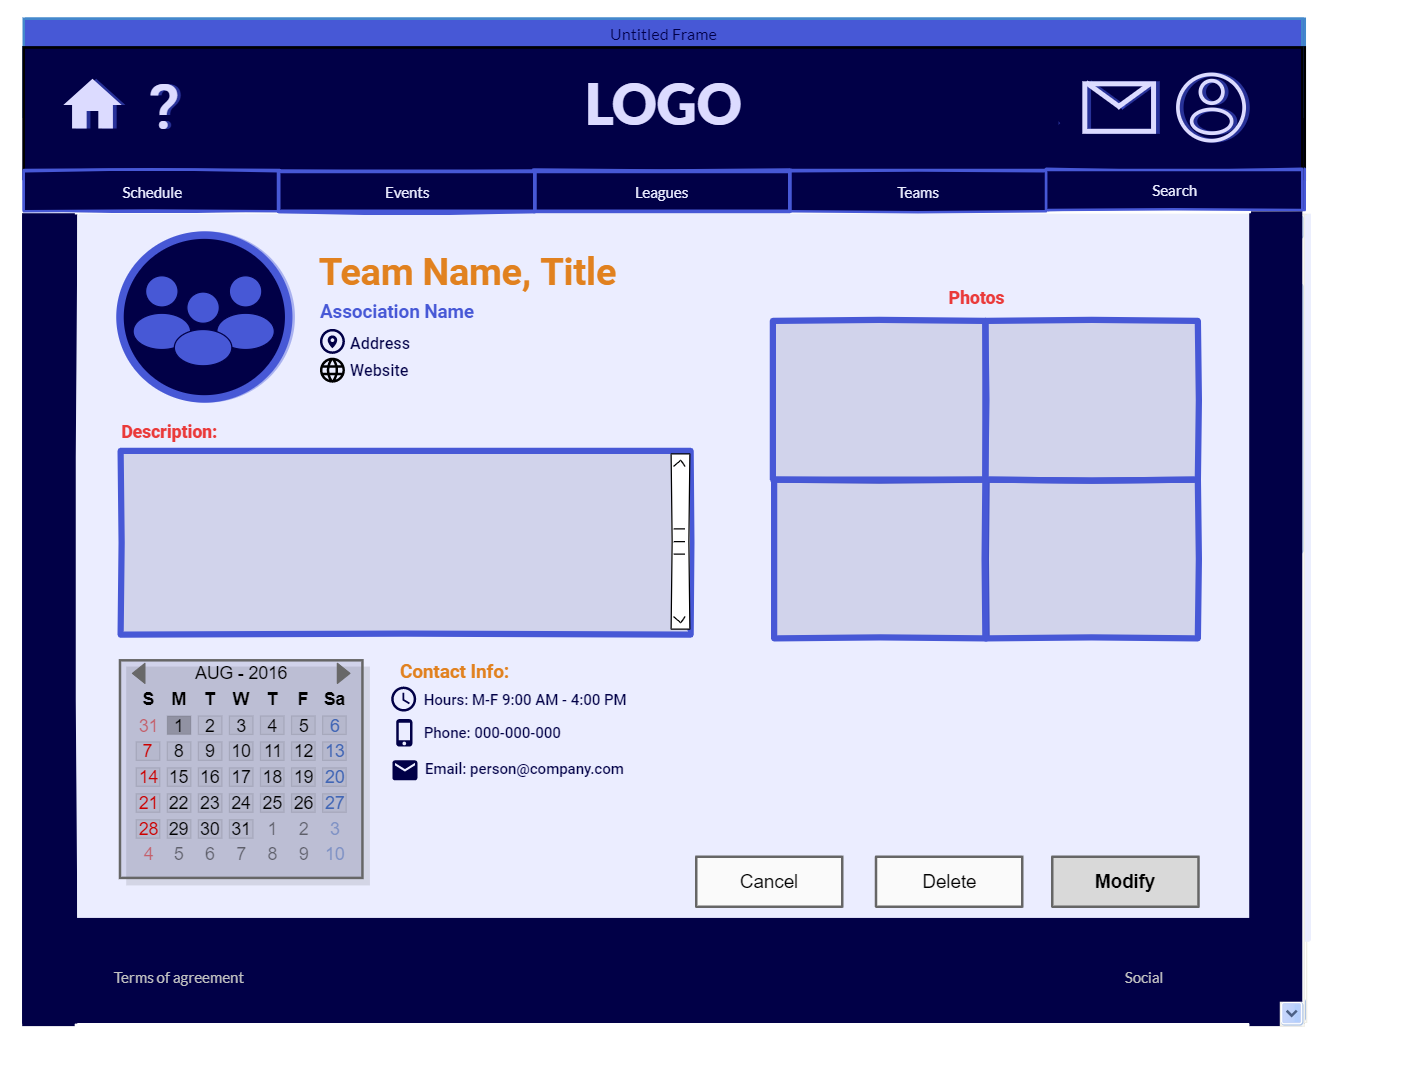 Untitled Frame
?
LOGO
Schedule Events Leagues Teams Search
Team Name, Title
Association Name
Address
Website
Photos
Description:
AUG - 2016
S M T W T F Sa
31 1 2 3 4 5 6
7 8 9 10 11 12 13
14 15 16 17 18 19 20
21 22 23 24 25 26 27
28 29 30 31 1 2 3
4 5 6 7 8 9 10
Contact Info:
Hours: M-F 9:00 AM - 4:00 PM
Phone: 000-000-000
Email: person@company.com
Cancel Delete Modify
Terms of agreement Social